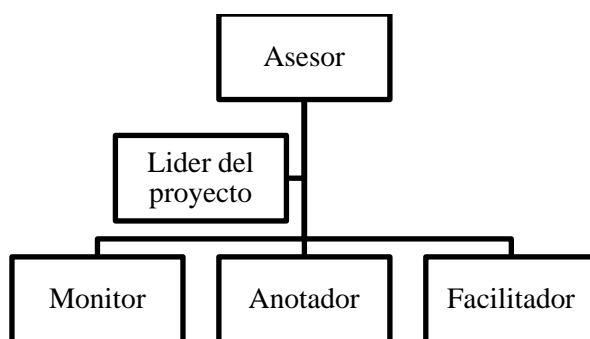 Asesor
Lider del
proyecto
Monitor
Anotador
Facilitador